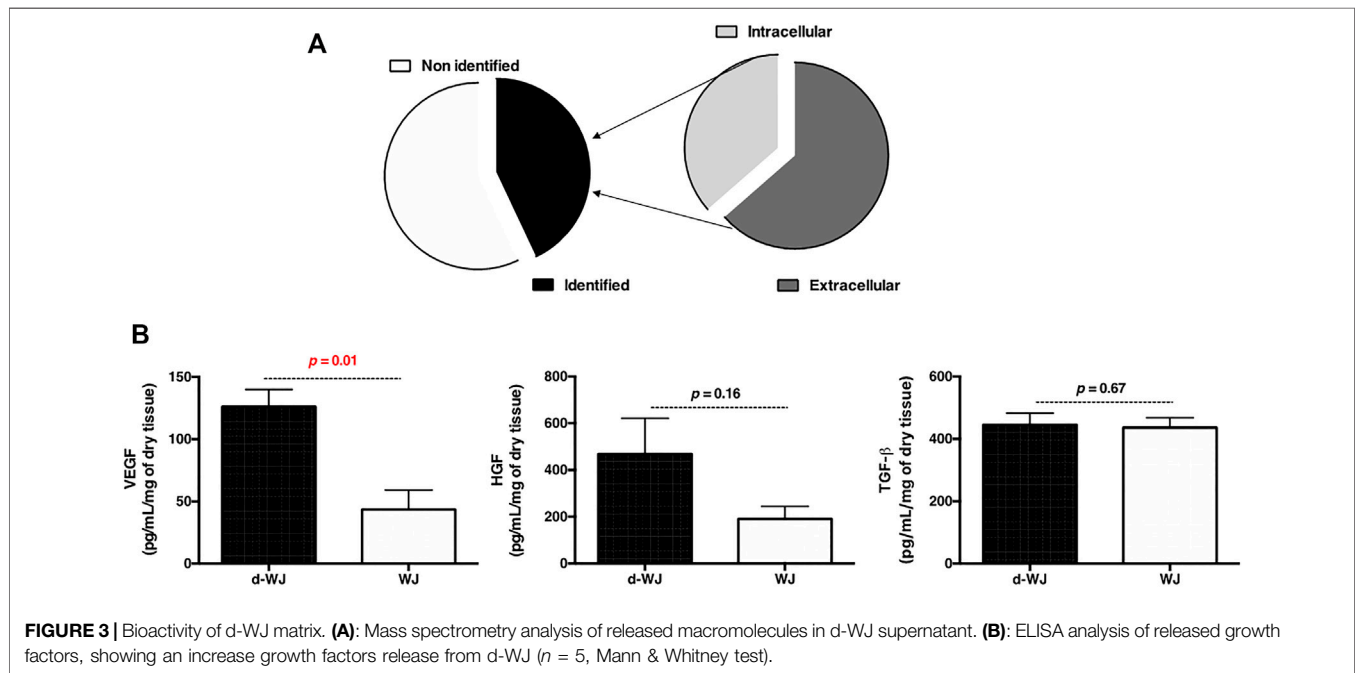 A
Non identified
Intracellular
Identified
Extracellular
B
p = 0.01
150
100
50
0
VEGF
(pg/mL/mg of dry tissue)
d-WJ
WJ
p = 0.16
800
600
400
200
0
HGF
(pg/mL/mg of dry tissue)
d-WJ
WJ
p = 0.67
600
400
200
0
TGF-β
(pg/mL/mg of dry tissue)
d-WJ
WJ
FIGURE 3 | Bioactivity of d-WJ matrix. (A): Mass spectrometry analysis of released macromolecules in d-WJ supernatant. (B): ELISA analysis of released growth
factors, showing an increase growth factors release from d-WJ (n = 5, Mann & Whitney test).